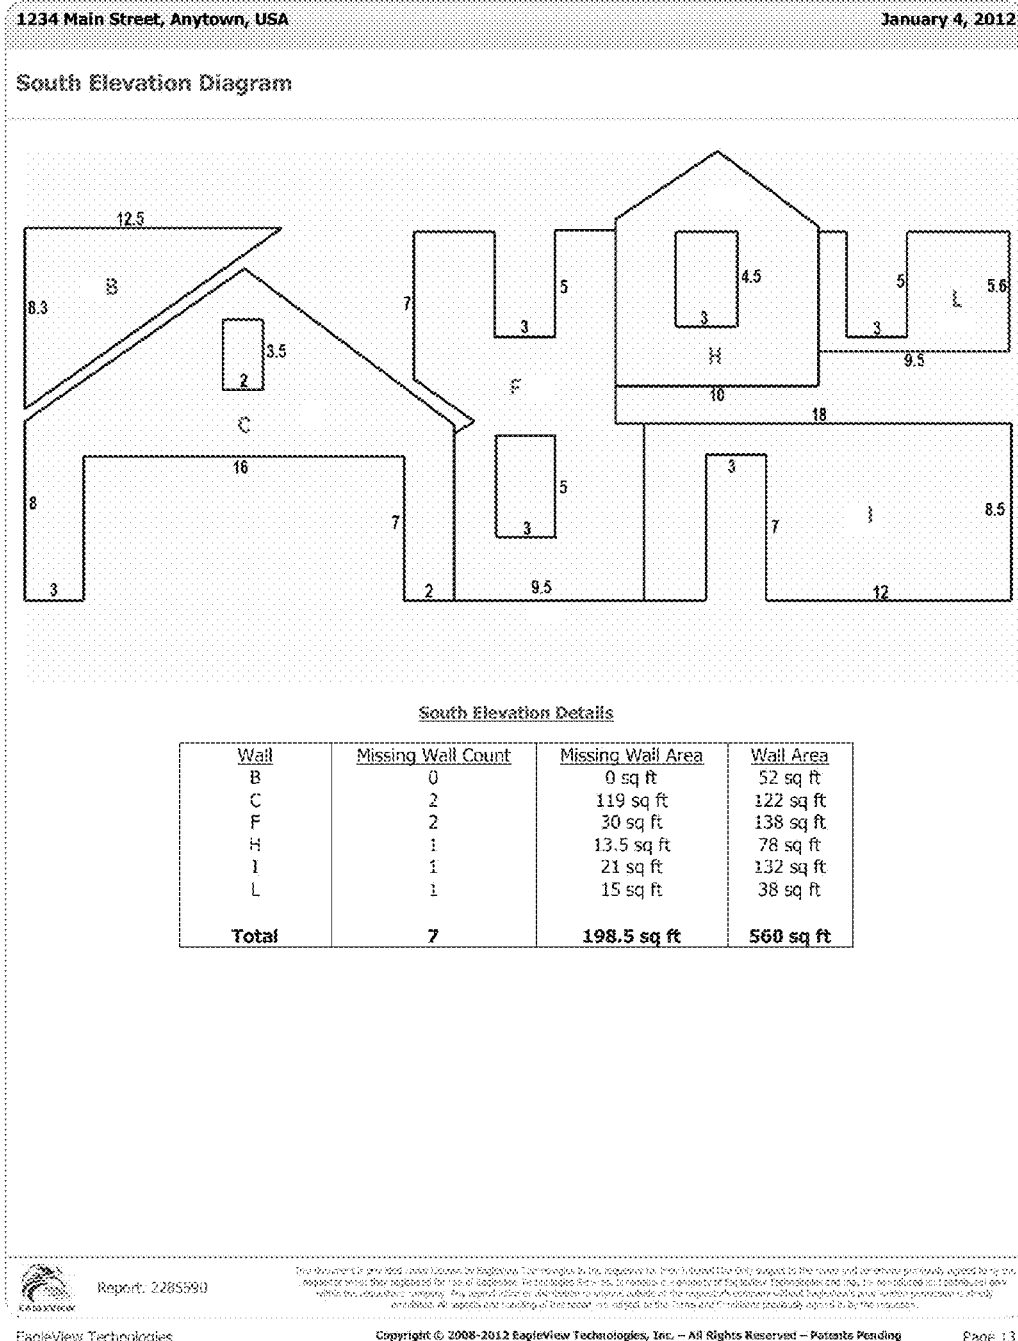 1234 Main Street, Anytown, USA January 4, 2012
South Elevation Diagram
12.5
B
8.3
3.5
2
C
16
8
7
3
2
7
5
3
F
5
3
9.5
4.5
3
H
10
5
5.6
L
3
9.5
18
3
7
I
8.5
12
South Elevation Details
Wall Missing Wall Count Missing Wall Area Wall Area
B 0 0 sq ft 52 sq ft
C 2 119 sq ft 122 sq ft
F 2 30 sq ft 138 sq ft
H 1 13.5 sq ft 78 sq ft
I 1 21 sq ft 132 sq ft
L 1 15 sq ft 38 sq ft
Total 7 198.5 sq ft 560 sq ft
Report: 2285590
EagleView Technologies Copyright © 2008-2012 EagleView Technologies, Inc. – All Rights Reserved – Patents Pending Page 13